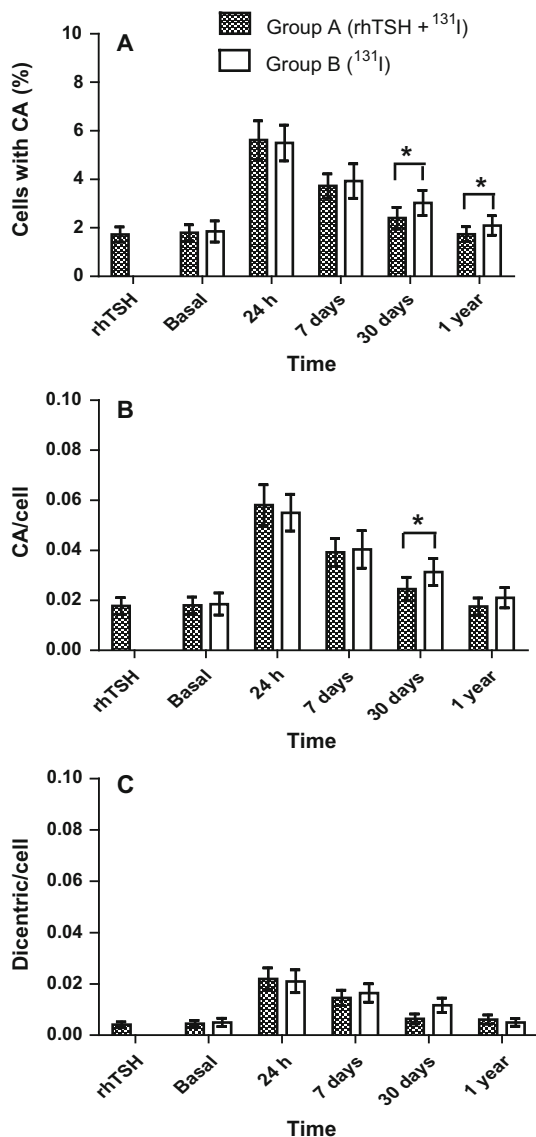 A
Group A (rhTSH + ¹³¹I)
Group B (¹³¹I)
Cells with CA (%)
10
8
6
4
2
0
*
*
rhTSH
Basal
24 h
7 days
30 days
1 year
Time
B
CA/cell
0.10
0.08
0.06
0.04
0.02
0.00
*
rhTSH
Basal
24 h
7 days
30 days
1 year
Time
C
Dicentric/cell
0.10
0.08
0.06
0.04
0.02
0.00
rhTSH
Basal
24 h
7 days
30 days
1 year
Time